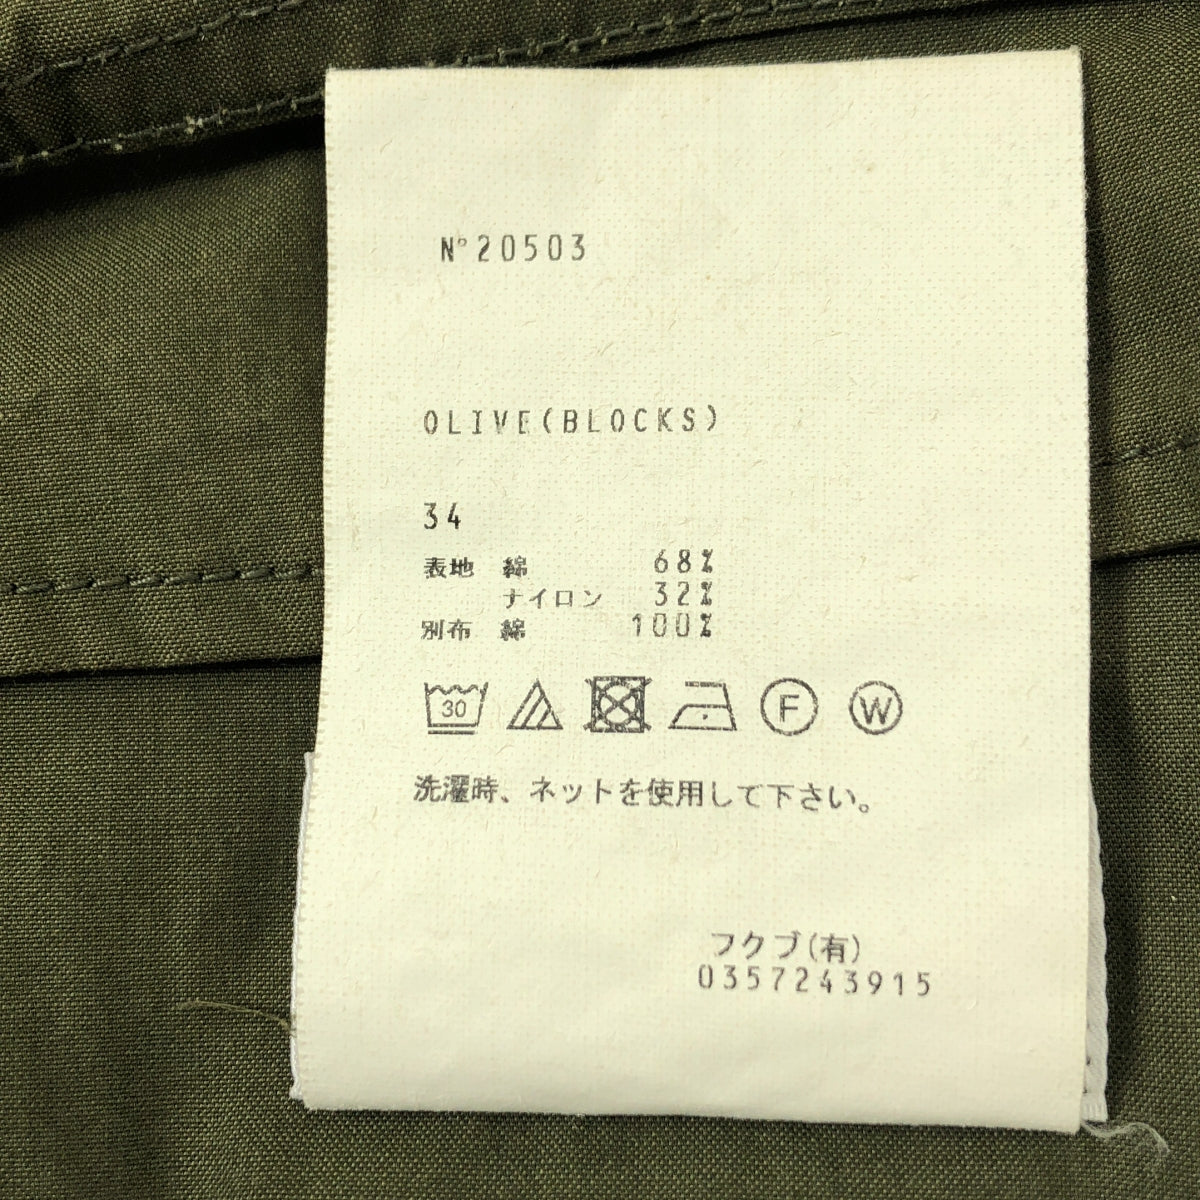 N°20503
OLIVE(BLOCKS)
34
表地 綿 68%
ナイロン 32%
別布 綿 100%
30 F W
洗濯時、ネットを使用して下さい。
フクブ(有)
0357243915